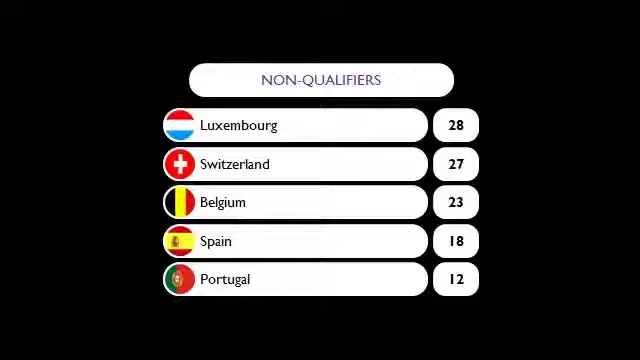 NON-QUALIFIERS
Luxembourg 28
Switzerland 27
Belgium 23
Spain 18
Portugal 12